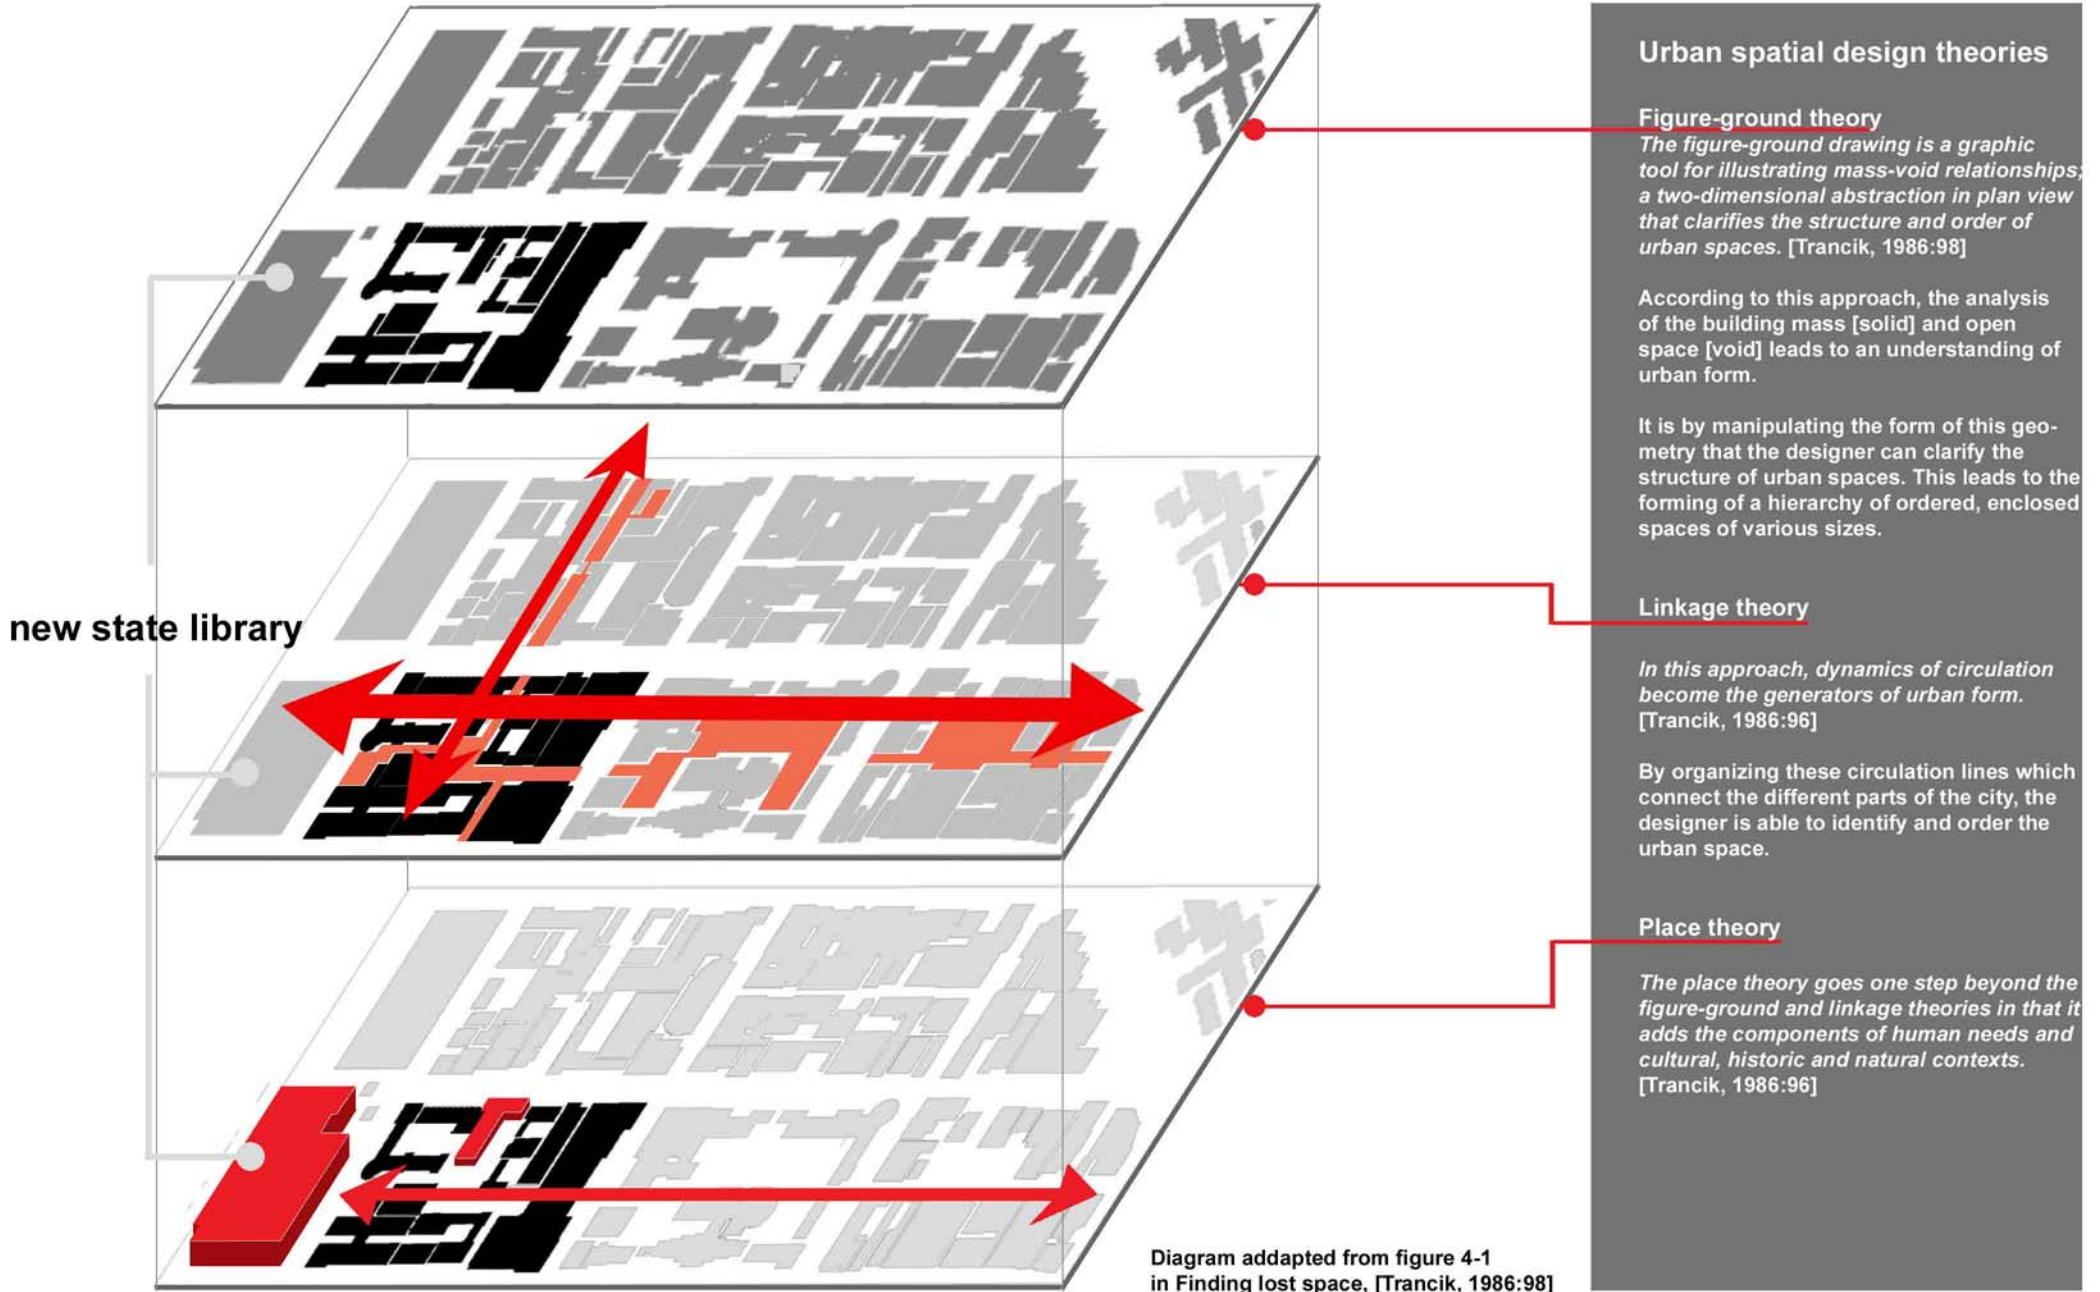 new state library
Urban spatial design theories
Figure-ground theory
The figure-ground drawing is a graphic
tool for illustrating mass-void relationships;
a two-dimensional abstraction in plan view
that clarifies the structure and order of
urban spaces. [Trancik, 1986:98]
According to this approach, the analysis
of the building mass [solid] and open
space [void] leads to an understanding of
urban form.
It is by manipulating the form of this geo-
metry that the designer can clarify the
structure of urban spaces. This leads to the
forming of a hierarchy of ordered, enclosed
spaces of various sizes.
Linkage theory
In this approach, dynamics of circulation
become the generators of urban form.
[Trancik, 1986:96]
By organizing these circulation lines which
connect the different parts of the city, the
designer is able to identify and order the
urban space.
Place theory
The place theory goes one step beyond the
figure-ground and linkage theories in that it
adds the components of human needs and
cultural, historic and natural contexts.
[Trancik, 1986:96]
Diagram addapted from figure 4-1
in Finding lost space, [Trancik, 1986:98]